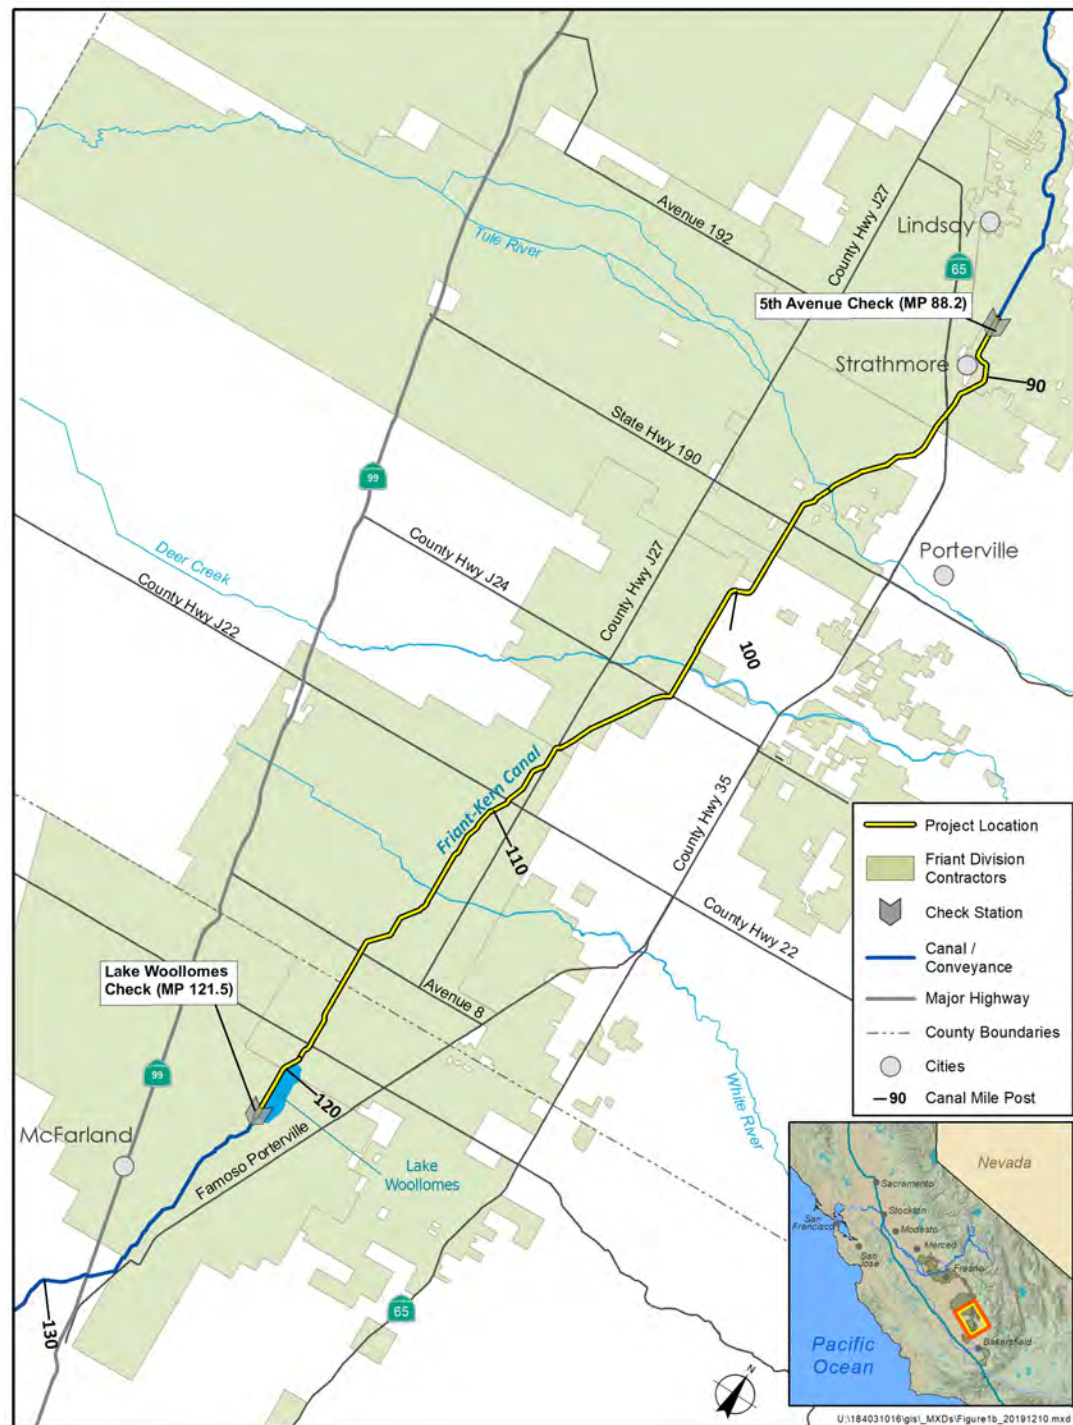 Lindsay
Avenue 192
County Hwy J27
Tule River
65
5th Avenue Check (MP 88.2)
Strathmore
90
State Hwy 190
99
Porterville
County Hwy J24
Deer Creek
County Hwy J27
County Hwy J22
100
Friant-Kern Canal
County Hwy 35
110
County Hwy 22
Lake Woollomes
Check (MP 121.5)
Avenue 8
99
120
White River
McFarland
Famoso Porterville
Lake
Woollomes
65
130
N
Project Location
Friant Division
Contractors
Check Station
Canal /
Conveyance
Major Highway
County Boundaries
Cities
90
Canal Mile Post
Nevada
Sacramento
Stockton
San
Francisco
Modesto
San
Jose
Merced
Fresno
Bakersfield
Pacific
Ocean
U:\184031016\gis\_MXDs\Figure1b_20191210.mxd